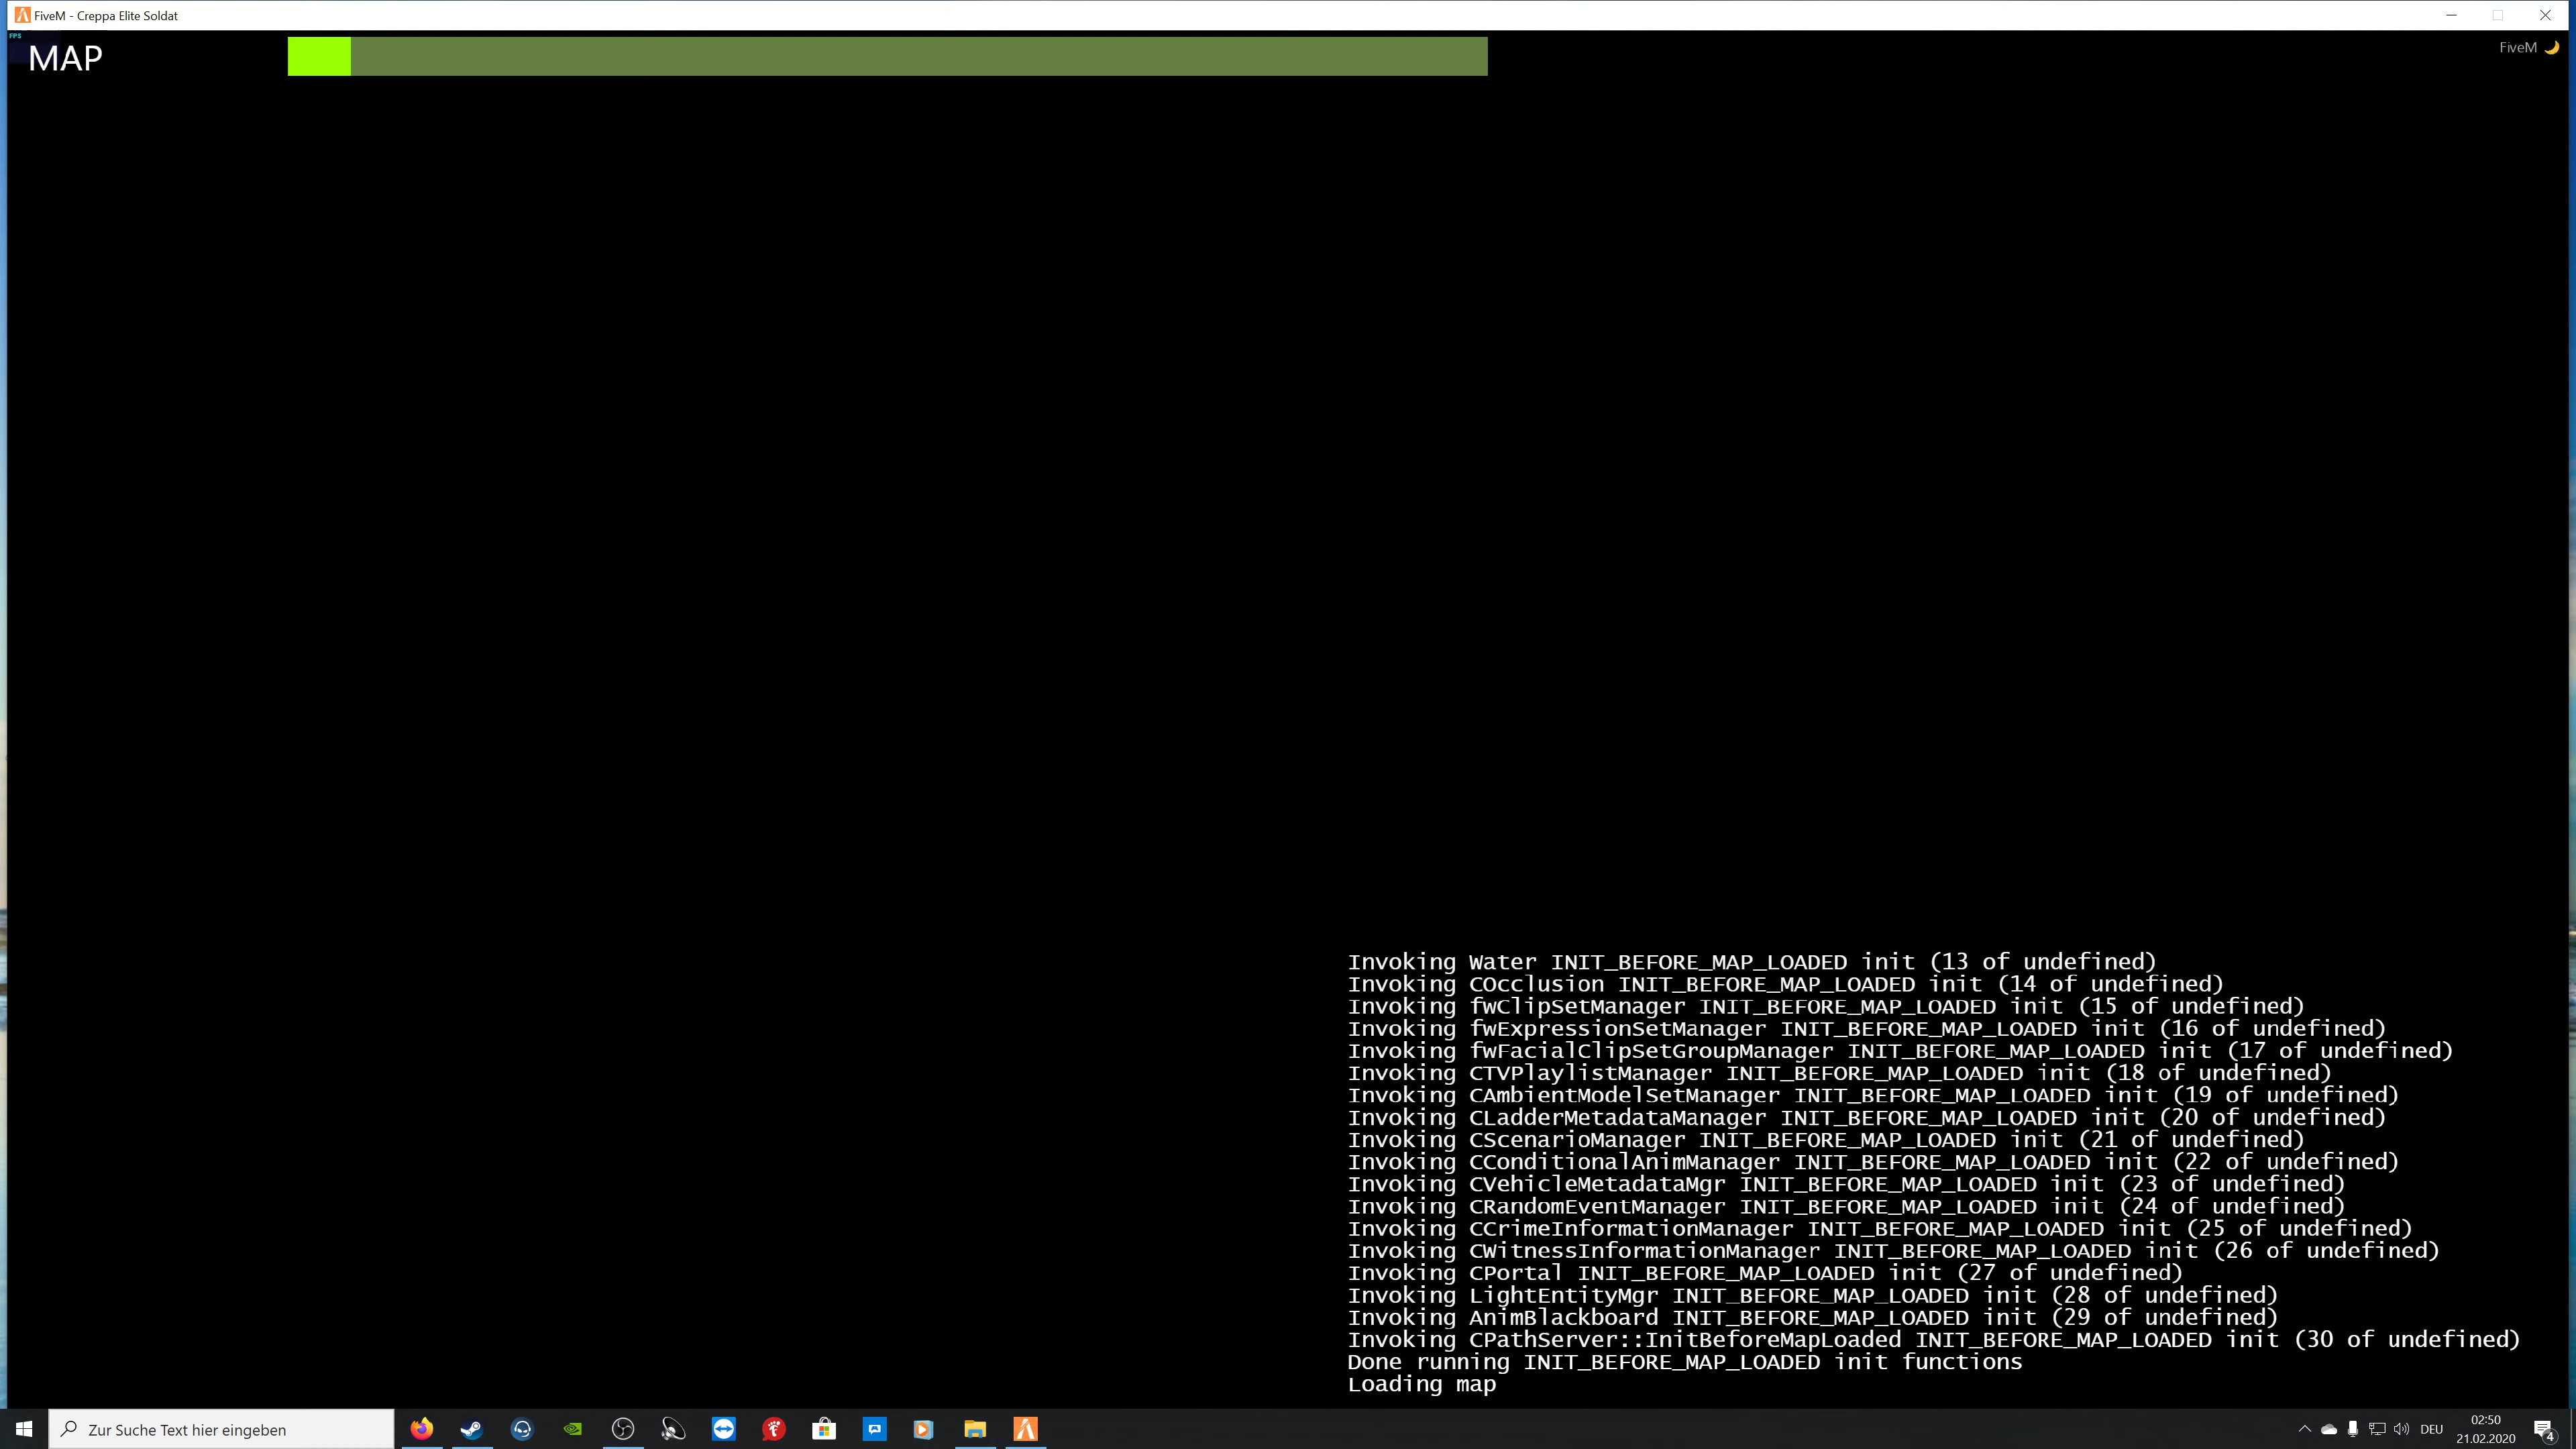 FiveM - Creppa Elite Soldat
FPS
MAP
FiveM
Invoking Water INIT_BEFORE_MAP_LOADED init (13 of undefined)
Invoking COcclusion INIT_BEFORE_MAP_LOADED init (14 of undefined)
Invoking fwClipSetManager INIT_BEFORE_MAP_LOADED init (15 of undefined)
Invoking fwExpressionSetManager INIT_BEFORE_MAP_LOADED init (16 of undefined)
Invoking fwFacialClipSetGroupManager INIT_BEFORE_MAP_LOADED init (17 of undefined)
Invoking CTVPlaylistManager INIT_BEFORE_MAP_LOADED init (18 of undefined)
Invoking CAmbientModelSetManager INIT_BEFORE_MAP_LOADED init (19 of undefined)
Invoking CLadderMetadataManager INIT_BEFORE_MAP_LOADED init (20 of undefined)
Invoking CScenarioManager INIT_BEFORE_MAP_LOADED init (21 of undefined)
Invoking CConditionalAnimManager INIT_BEFORE_MAP_LOADED init (22 of undefined)
Invoking CVehicleMetadataMgr INIT_BEFORE_MAP_LOADED init (23 of undefined)
Invoking CRandomEventManager INIT_BEFORE_MAP_LOADED init (24 of undefined)
Invoking CCrimeInformationManager INIT_BEFORE_MAP_LOADED init (25 of undefined)
Invoking CWitnessInformationManager INIT_BEFORE_MAP_LOADED init (26 of undefined)
Invoking CPortal INIT_BEFORE_MAP_LOADED init (27 of undefined)
Invoking LightEntityMgr INIT_BEFORE_MAP_LOADED init (28 of undefined)
Invoking AnimBlackboard INIT_BEFORE_MAP_LOADED init (29 of undefined)
Invoking CPathServer::InitBeforeMapLoaded INIT_BEFORE_MAP_LOADED init (30 of undefined)
Done running INIT_BEFORE_MAP_LOADED init functions
Loading map
Zur Suche Text hier eingeben
DEU
02:50
21.02.2020
4